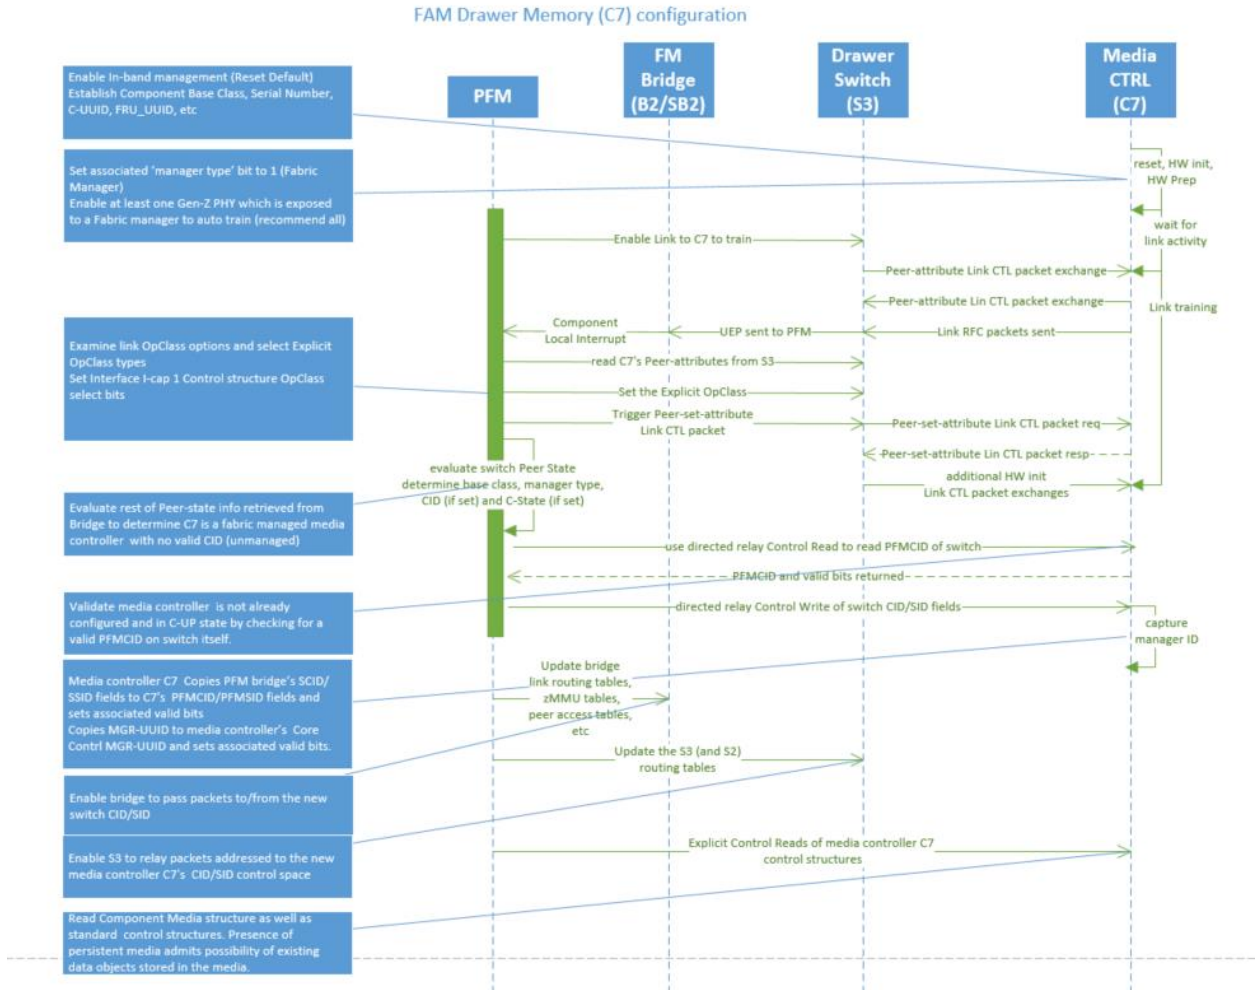 FAM Drawer Memory (C7) configuration
PFM
FM
Bridge
(B2/SB2)
Drawer
Switch
(S3)
Media
CTRL
(C7)
Enable In-band management (Reset Default)
Establish Component Base Class, Serial Number,
C-UUID, FRU_UUID, etc
Set associated 'manager type' bit to 1 (Fabric
Manager)
Enable at least one Gen-Z PHY which is exposed
to a Fabric manager to auto train (recommend all)
reset, HW init,
HW Prep
wait for
link activity
Enable Link to C7 to train
Peer-attribute Link CTL packet exchange
Peer-attribute Lin CTL packet exchange
Link training
Component
Local Interrupt
UEP sent to PFM
Link RFC packets sent
Examine link OpClass options and select Explicit
OpClass types
Set Interface I-cap 1 Control structure OpClass
select bits
read C7's Peer-attributes from S3
Set the Explicit OpClass
Trigger Peer-set-attribute
Link CTL packet
Peer-set-attribute Link CTL packet req
Peer-set-attribute Lin CTL packet resp
evaluate switch Peer State
determine base class, manager type,
CID (if set) and C-State (if set)
additional HW init
Link CTL packet exchanges
Evaluate rest of Peer-state info retrieved from
Bridge to determine C7 is a fabric managed media
controller with no valid CID (unmanaged)
use directed relay Control Read to read PFMCID of switch
PFMCID and valid bits returned
Validate media controller is not already
configured and in C-UP state by checking for a
valid PFMCID on switch itself.
directed relay Control Write of switch CID/SID fields
capture
manager ID
Media controller C7 Copies PFM bridge's SCID/
SSID fields to C7's PFMCID/PFMSID fields and
sets associated valid bits
Copies MGR-UUID to media controller's Core
Contrl MGR-UUID and sets associated valid bits.
Update bridge
link routing tables,
zMMU tables,
peer access tables,
etc
Update the S3 (and S2)
routing tables
Enable bridge to pass packets to/from the new
switch CID/SID
Enable S3 to relay packets addressed to the new
media controller C7's CID/SID control space
Explicit Control Reads of media controller C7
control structures
Read Component Media structure as well as
standard control structures. Presence of
persistent media admits possibility of existing
data objects stored in the media.